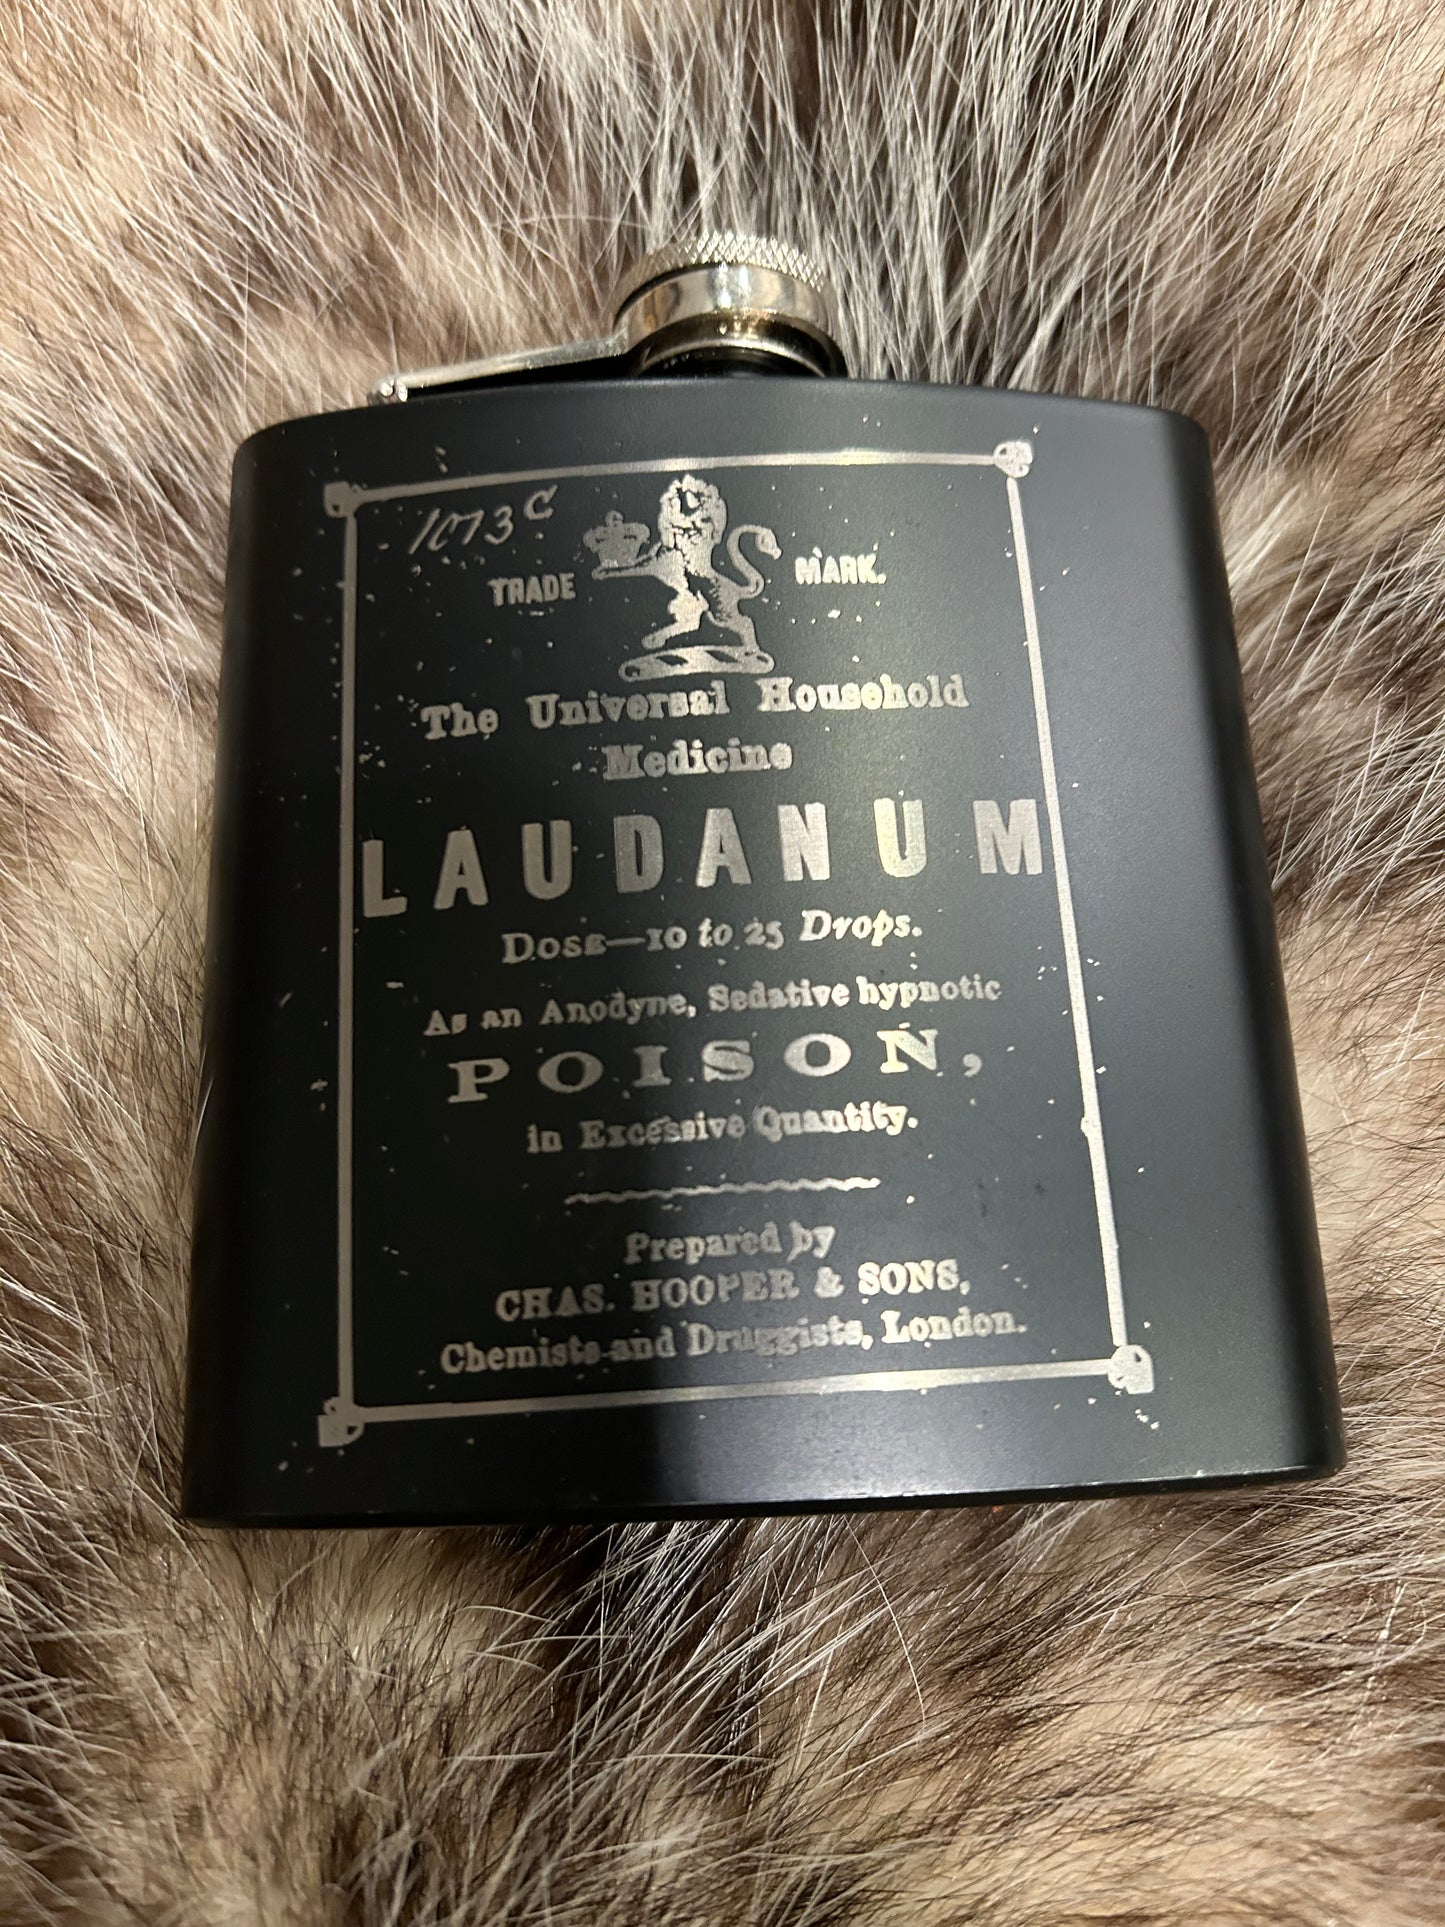 1073 C
TRADE MARK.
The Universal Household
Medicine
LAUDANUM
DOSE—10 to 25 Drops.
As an Anodyne, Sedative hypnotic
POISON,
in Excessive Quantity.
Prepared by
CHAS. HOOPER & SONS,
Chemists and Druggists, London.